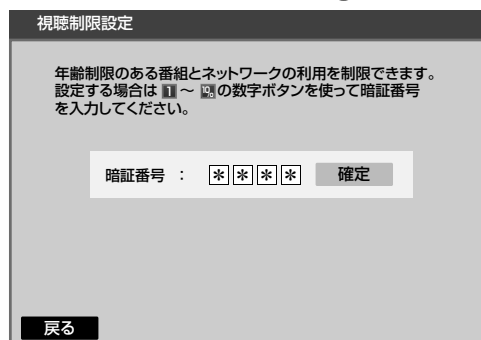 視聴制限設定
年齢制限のある番組とネットワークの利用を制限できます。
設定する場合は 1 ～ 10 の数字ボタンを使って暗証番号
を入力してください。
暗証番号 ： ＊ ＊ ＊ ＊ 確定
戻る